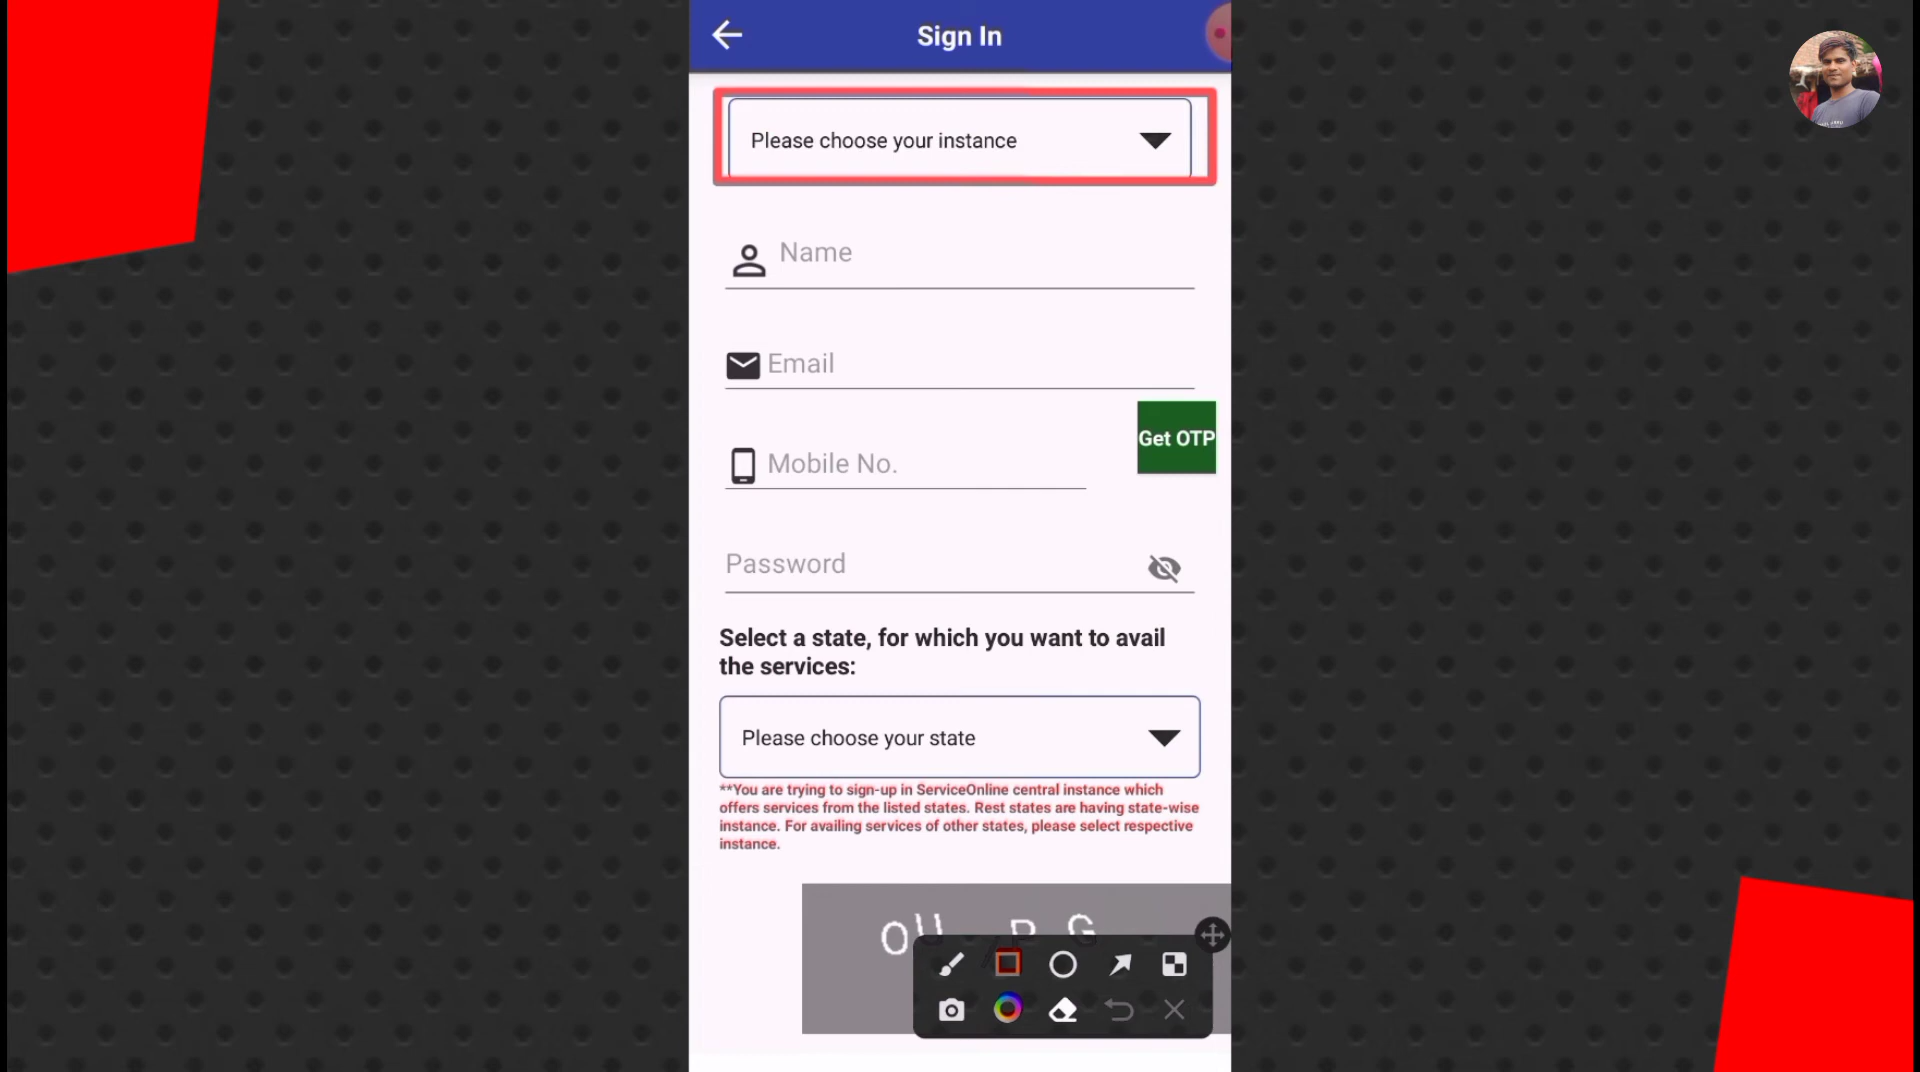 Sign In
Please choose your instance
Name
Email
Get OTP
Mobile No.
Password
Select a state, for which you want to avail
the services:
Please choose your state
**You are trying to sign-up in ServiceOnline central instance which
offers services from the listed states. Rest states are having state-wise
instance. For availing services of other states, please select respective
instance.